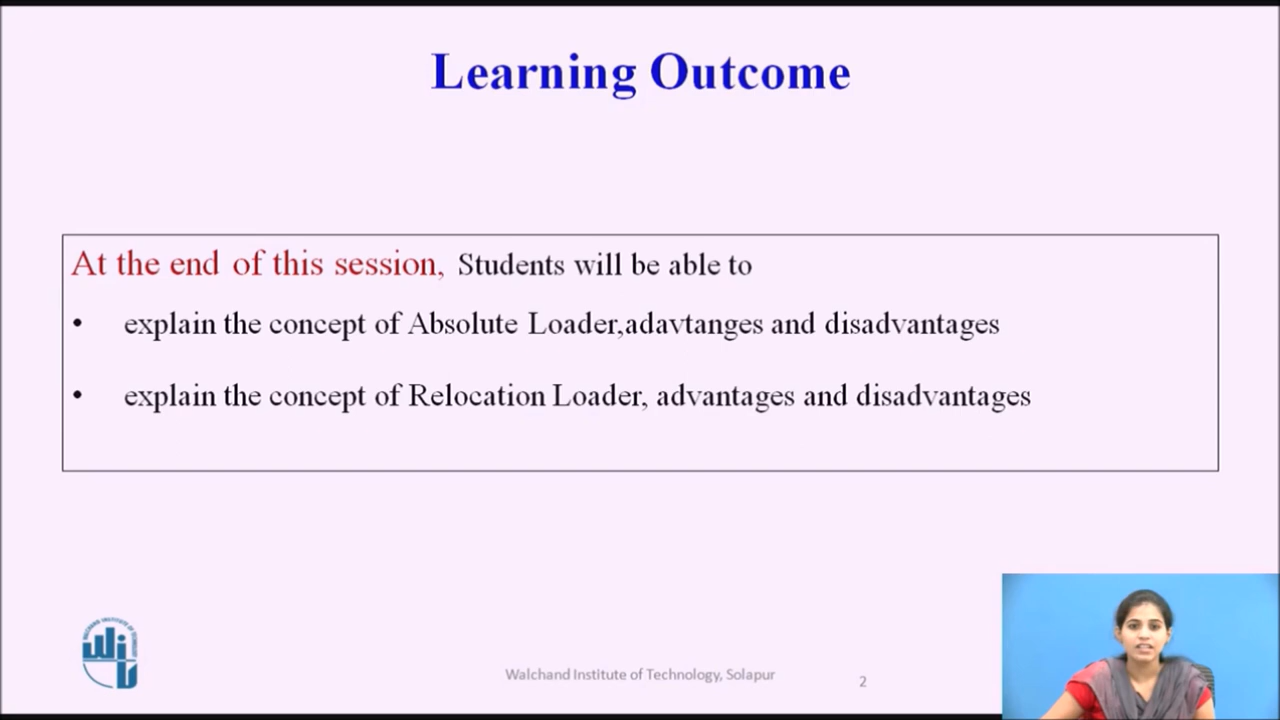 Learning Outcome
At the end of this session, Students will be able to
• explain the concept of Absolute Loader,adavtanges and disadvantages
• explain the concept of Relocation Loader, advantages and disadvantages
Walchand Institute of Technology, Solapur
2